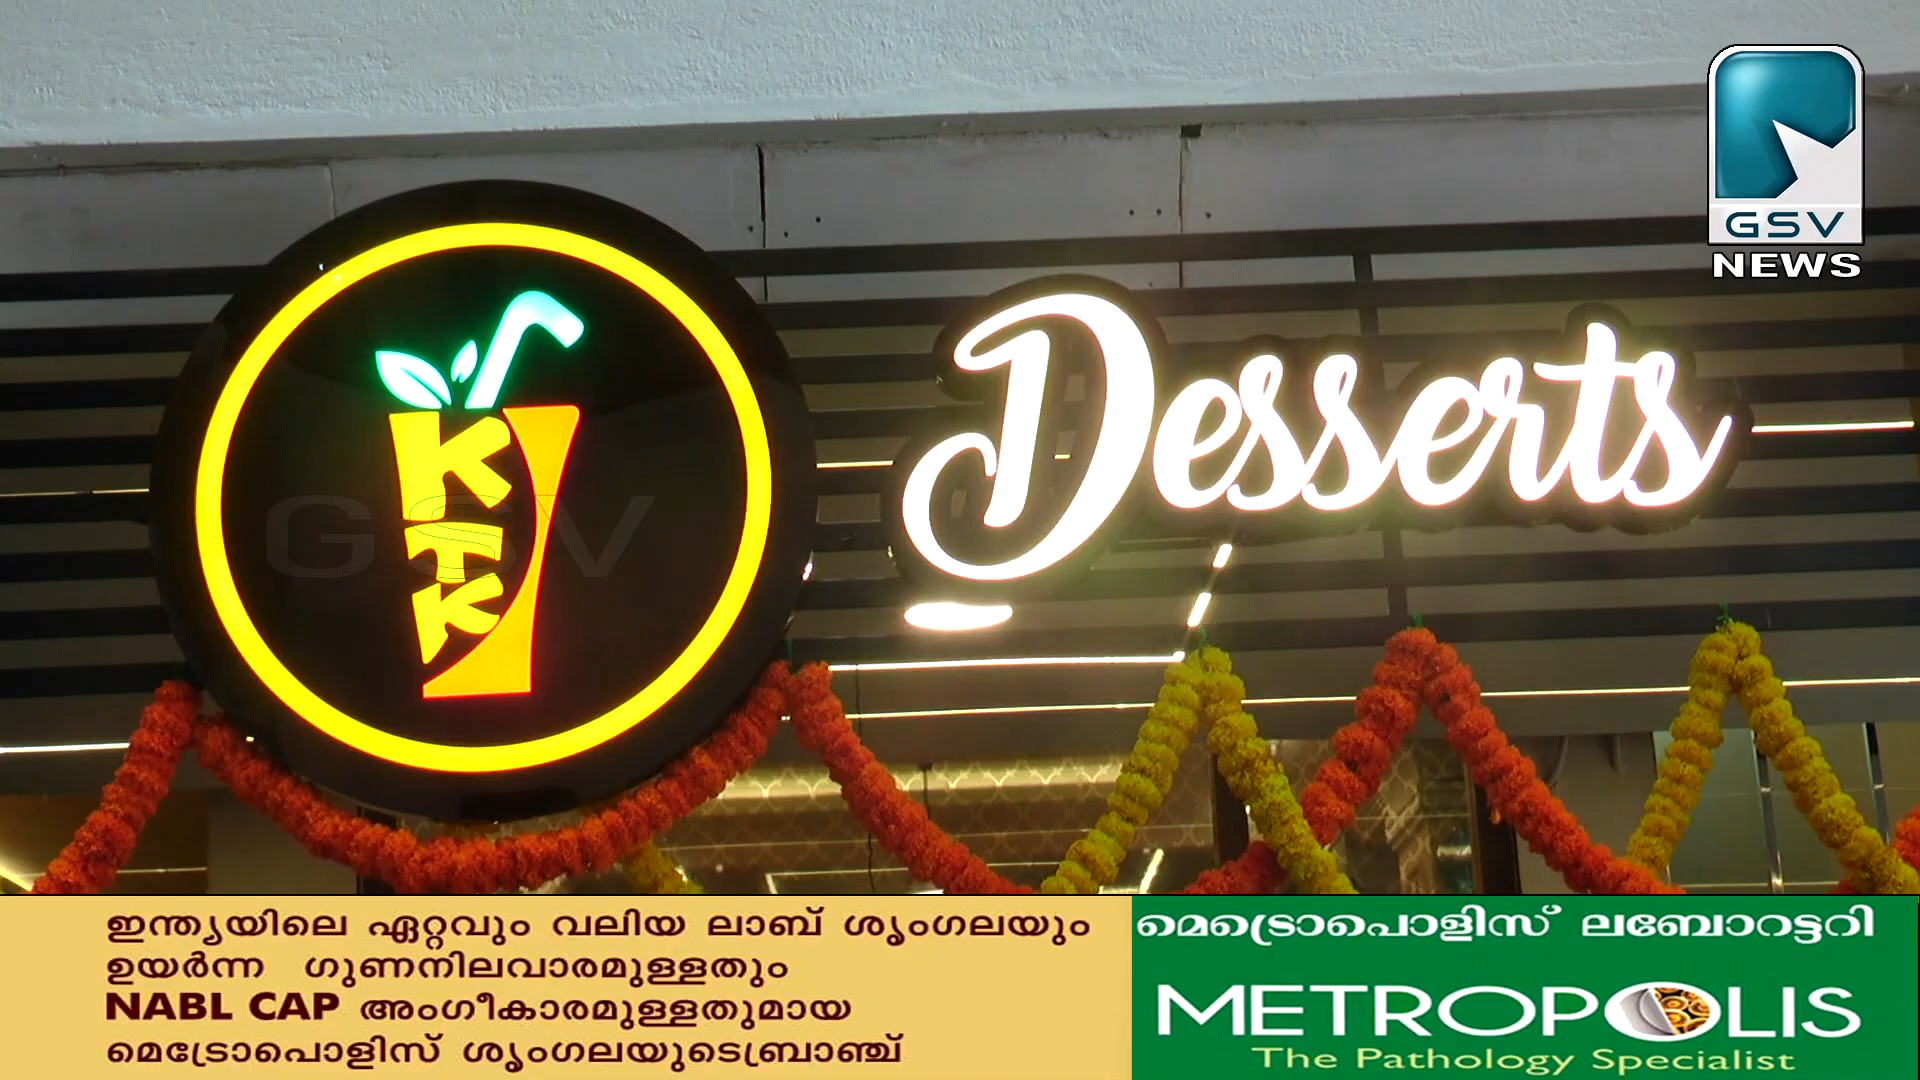 GSV
NEWS
K
T
K
Desserts
GSV
ഇന്ത്യയിലെ ഏറ്റവും വലിയ ലാബ് ശൃംഗലയും
ഉയർന്ന ഗുണനിലവാരമുള്ളതും
NABL CAP അംഗീകാരമുള്ളതുമായ
മെട്രോപൊളിസ് ശൃംഗലയുടെബ്രാഞ്ച്
മെട്രൊപൊളിസ് ലബോറട്ടറി
METROPOLIS
The Pathology Specialist